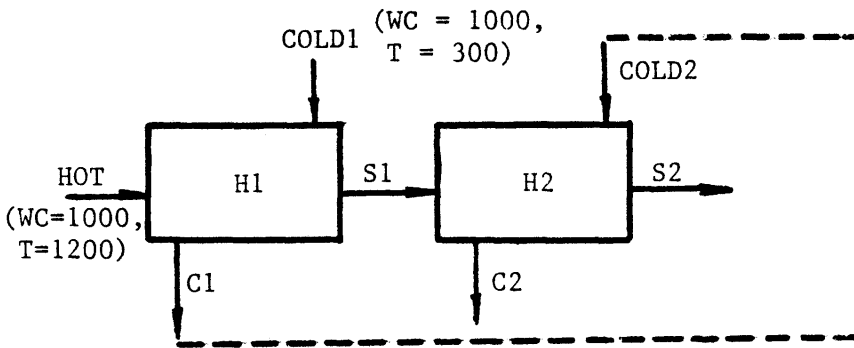 COLD1 (WC = 1000,
T = 300)
COLD2
HOT
(WC=1000,
T=1200)
H1
S1
H2
S2
C1
C2